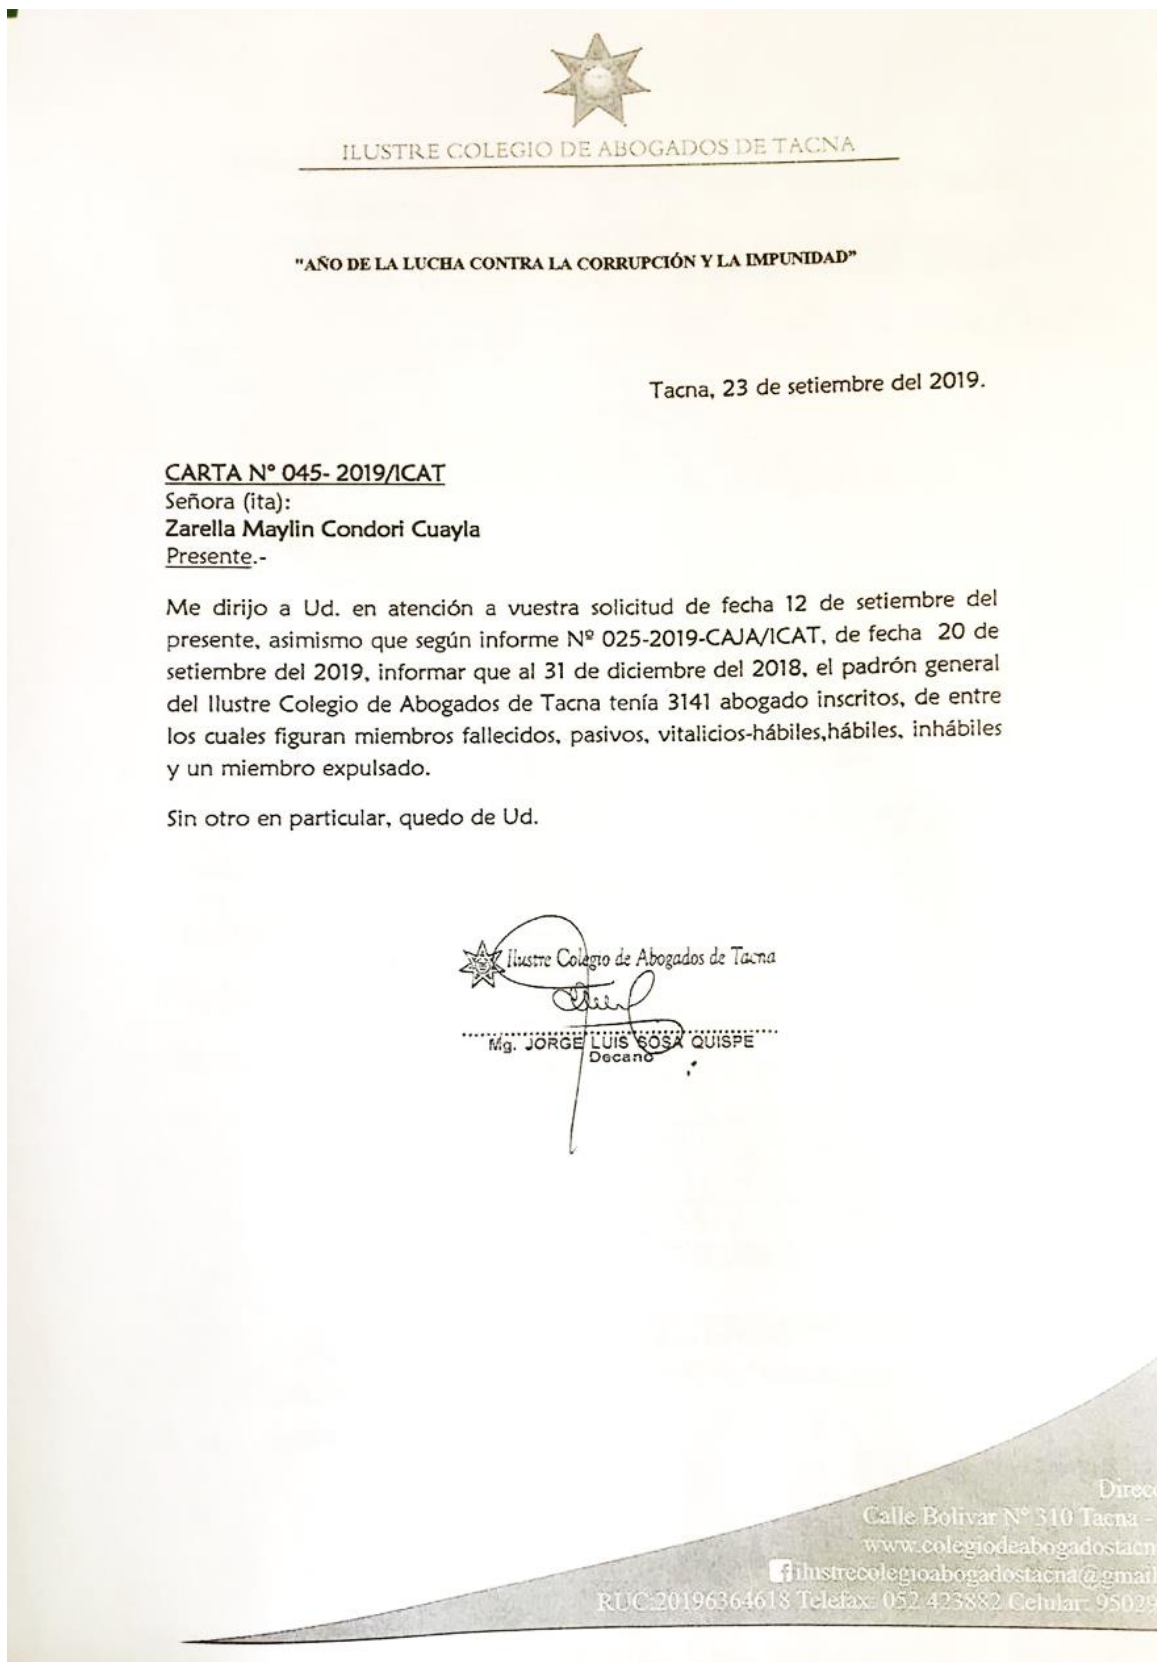 ILUSTRE COLEGIO DE ABOGADOS DE TACNA
"AÑO DE LA LUCHA CONTRA LA CORRUPCIÓN Y LA IMPUNIDAD"
Tacna, 23 de setiembre del 2019.
CARTA Nº 045- 2019/ICAT
Señora (ita):
Zarella Maylin Condori Cuayla
Presente.-
Me dirijo a Ud. en atención a vuestra solicitud de fecha 12 de setiembre del
presente, asimismo que según informe Nº 025-2019-CAJA/ICAT, de fecha 20 de
setiembre del 2019, informar que al 31 de diciembre del 2018, el padrón general
del Ilustre Colegio de Abogados de Tacna tenía 3141 abogado inscritos, de entre
los cuales figuran miembros fallecidos, pasivos, vitalicios-hábiles,hábiles, inhábiles
y un miembro expulsado.
Sin otro en particular, quedo de Ud.
Ilustre Colegio de Abogados de Tacna
Mg. JORGE LUIS SOSA QUISPE
Decano
Direc
Calle Bolivar Nº 310 Tacna -
www.colegiodeabogadostacn
ilustrecolegioabogadostacna@gmail
RUC:20196364618 Telefax: 052 423882 Celular: 95029